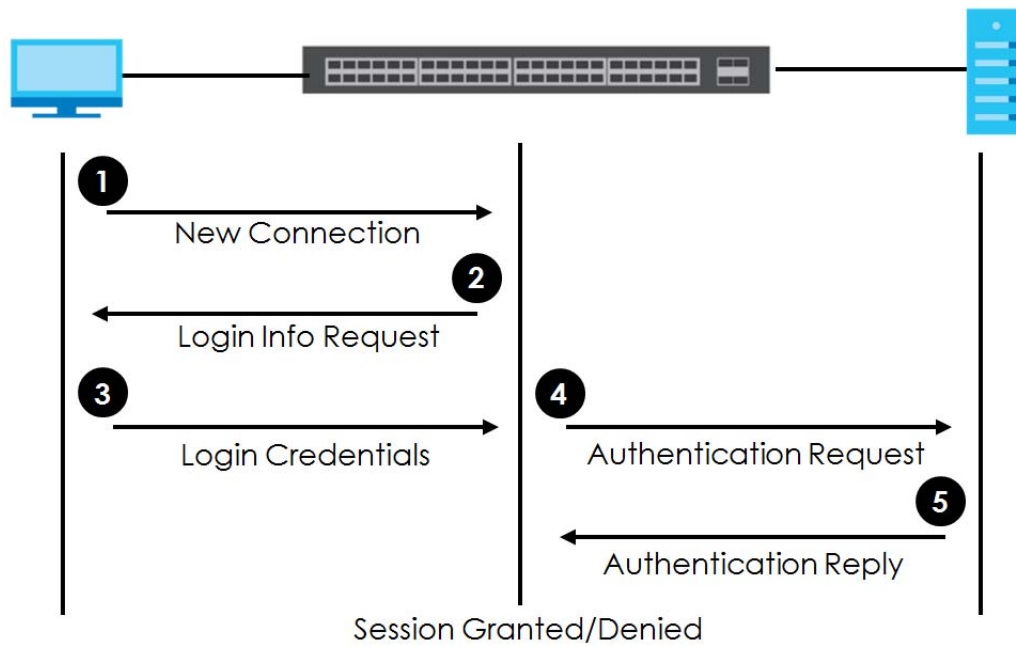 1
New Connection
2
Login Info Request
3
Login Credentials
4
Authentication Request
5
Authentication Reply
Session Granted/Denied